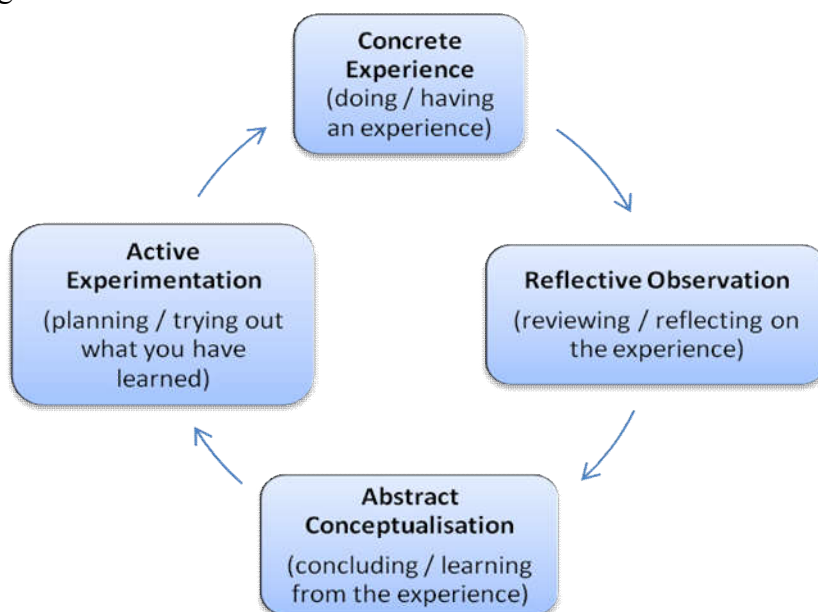 Concrete
Experience
(doing / having
an experience)
Active
Experimentation
(planning / trying out
what you have
learned)
Reflective Observation
(reviewing / reflecting on
the experience)
Abstract
Conceptualisation
(concluding / learning
from the experience)